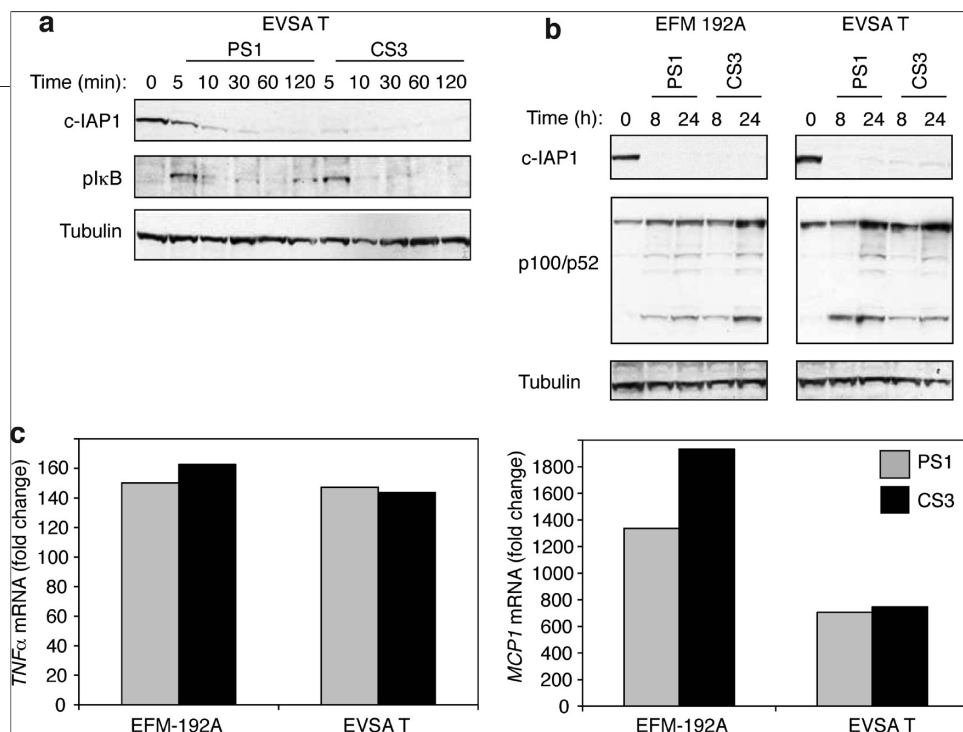 a
EVSA T
PS1 CS3
Time (min): 0 5 10 30 60 120 5 10 30 60 120
c-IAP1
pIκB
Tubulin
b
EFM 192A EVSA T
PS1 CS3 PS1 CS3
Time (h): 0 8 24 8 24 0 8 24 8 24
c-IAP1
p100/p52
Tubulin
c
TNFα mRNA (fold change)
160
140
120
100
80
60
40
20
0
EFM-192A EVSA T
MCP1 mRNA (fold change)
1800
1600
1400
1200
1000
800
600
400
200
0
EFM-192A EVSA T
PS1
CS3